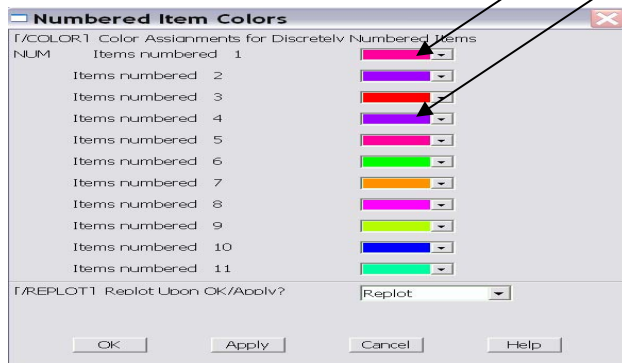 Numbered Item Colors
[/COLOR] Color Assignments for Discretely Numbered Items
NUM Items numbered 1
Items numbered 2
Items numbered 3
Items numbered 4
Items numbered 5
Items numbered 6
Items numbered 7
Items numbered 8
Items numbered 9
Items numbered 10
Items numbered 11
[/REPLOT] Replot Upon OK/Apply? Replot
OK Apply Cancel Help